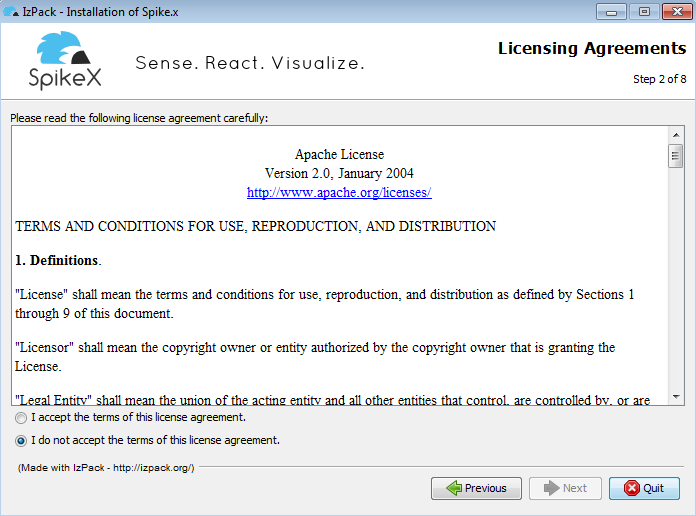 IzPack - Installation of Spike.x
SpikeX
Sense. React. Visualize.
Licensing Agreements
Step 2 of 8
Please read the following license agreement carefully:
Apache License
Version 2.0, January 2004
http://www.apache.org/licenses/
TERMS AND CONDITIONS FOR USE, REPRODUCTION, AND DISTRIBUTION
1. Definitions.
"License" shall mean the terms and conditions for use, reproduction, and distribution as defined by Sections 1
through 9 of this document.
"Licensor" shall mean the copyright owner or entity authorized by the copyright owner that is granting the
License.
"Legal Entity" shall mean the union of the acting entity and all other entities that control, are controlled by, or are
I accept the terms of this license agreement.
I do not accept the terms of this license agreement.
(Made with IzPack - http://izpack.org/)
Previous
Next
Quit